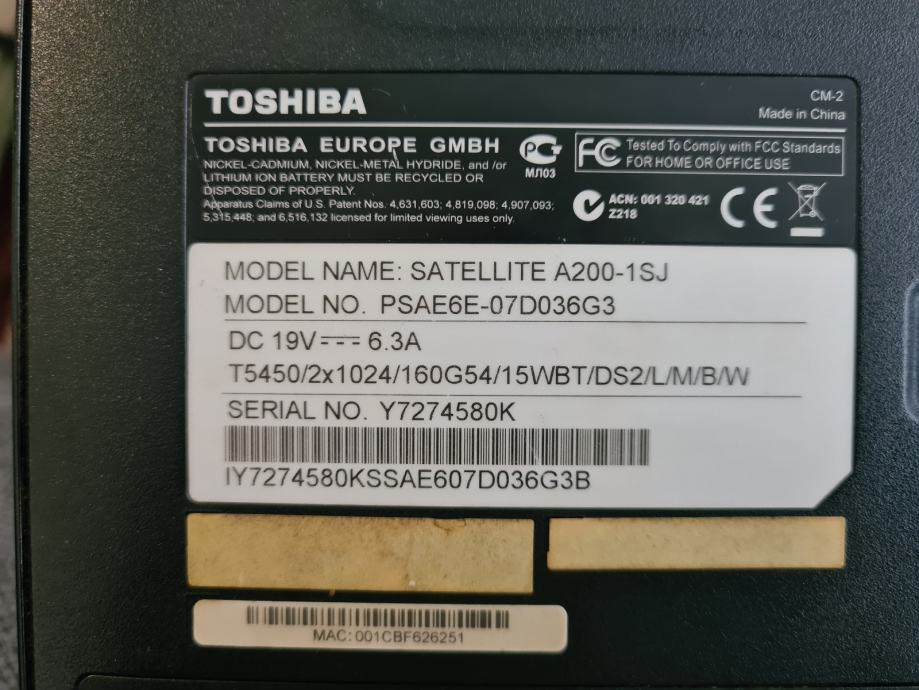 TOSHIBA
CM-2
Made in China
TOSHIBA EUROPE GMBH
NICKEL-CADMIUM, NICKEL-METAL HYDRIDE, and /or
LITHIUM ION BATTERY MUST BE RECYCLED OR
DISPOSED OF PROPERLY.
Apparatus Claims of U.S. Patent Nos. 4,631,603; 4,819,098; 4,907,093;
5,315,448; and 6,516,132 licensed for limited viewing uses only.
МЛ03
FC Tested To Comply with FCC Standards
FOR HOME OR OFFICE USE
ACN: 001 320 421
Z218
CE
MODEL NAME: SATELLITE A200-1SJ
MODEL NO. PSAE6E-07D036G3
DC 19V⎓ 6.3A
T5450/2x1024/160G54/15WBT/DS2/L/M/B/W
SERIAL NO. Y7274580K
IY7274580KSSAE607D036G3B
MAC: 001CBF626251